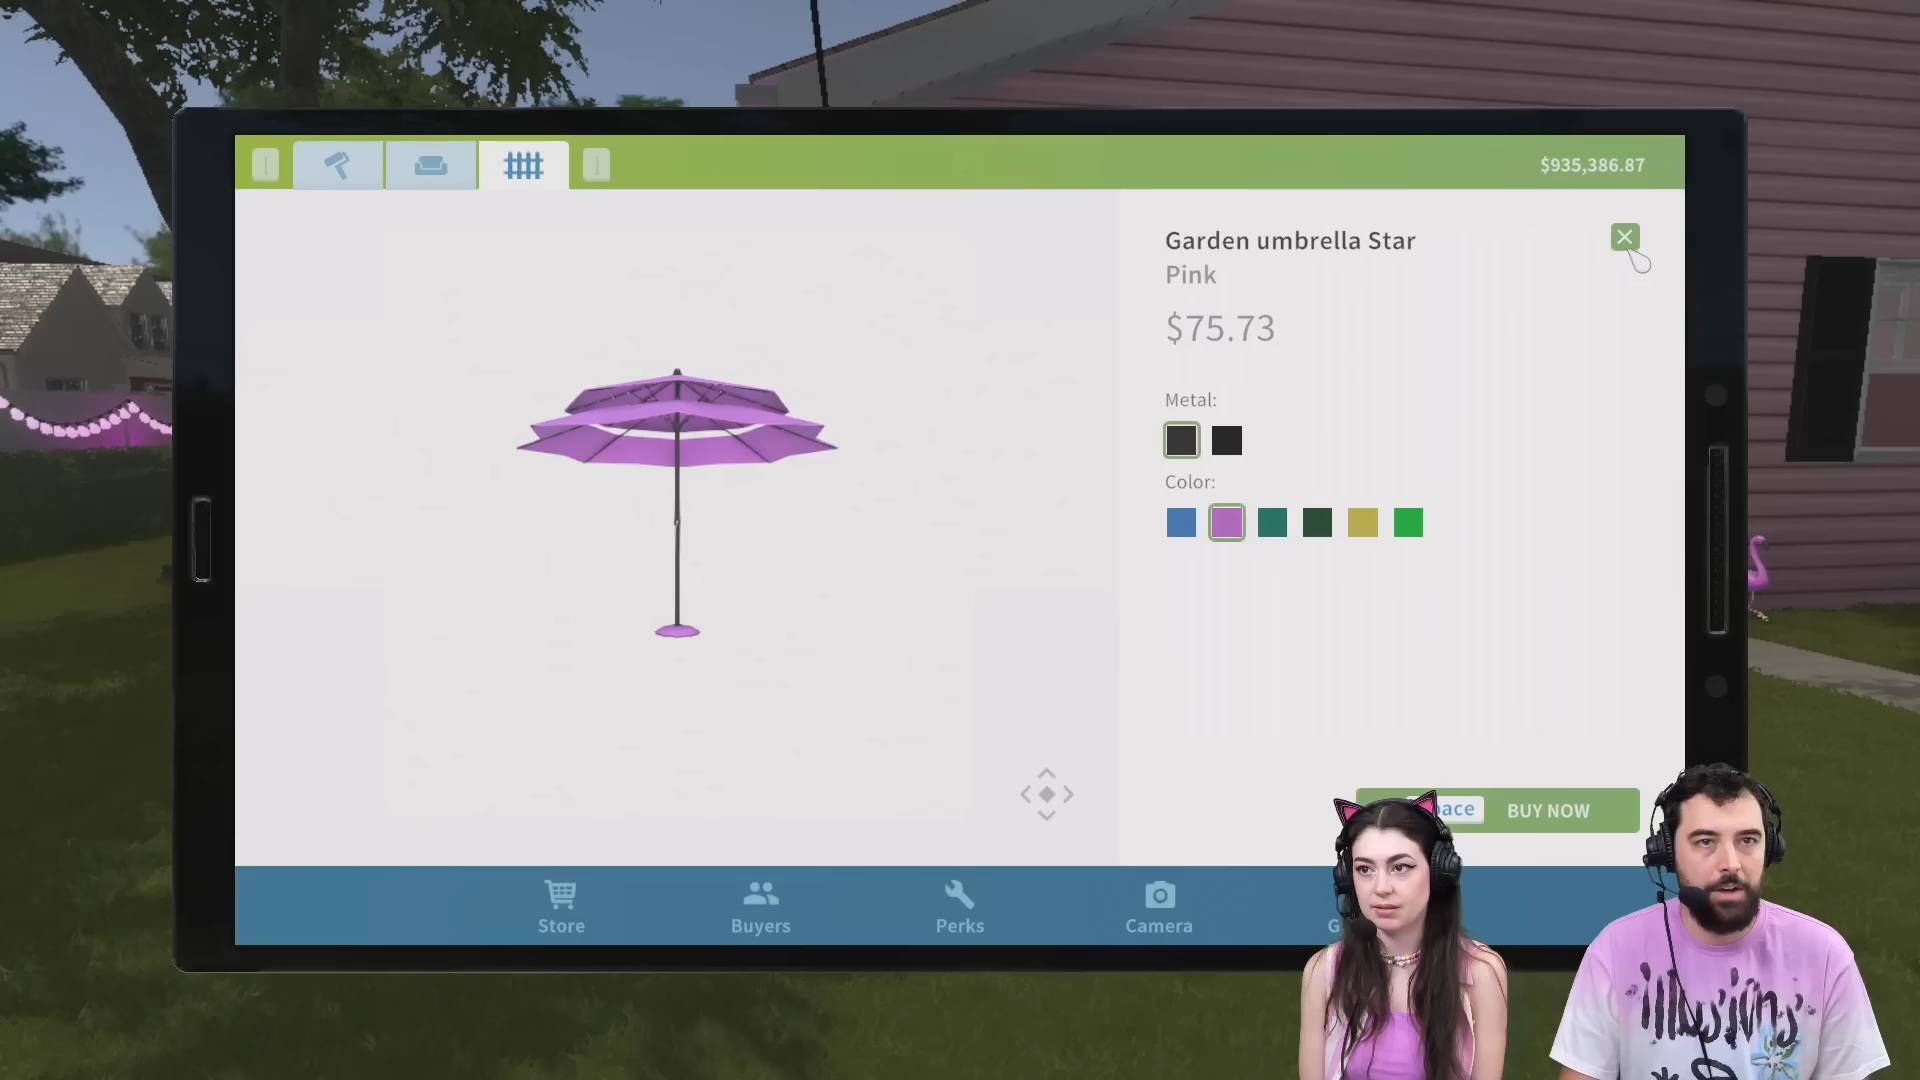 $935,386.87
Garden umbrella Star
Pink
$75.73
Metal:
Color:
BUY NOW
Store
Buyers
Perks
Camera
illusions